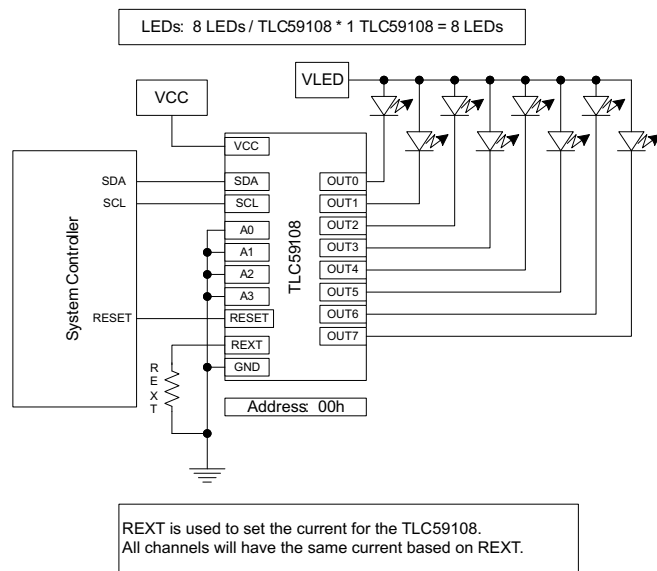 LEDs: 8 LEDs / TLC59108 * 1 TLC59108 = 8 LEDs
VLED
VCC
System Controller
SDA
SCL
RESET
VCC
SDA
SCL
A0
A1
A2
A3
RESET
REXT
GND
TLC59108
OUT0
OUT1
OUT2
OUT3
OUT4
OUT5
OUT6
OUT7
REXT
Address: 00h
REXT is used to set the current for the TLC59108.
All channels will have the same current based on REXT.